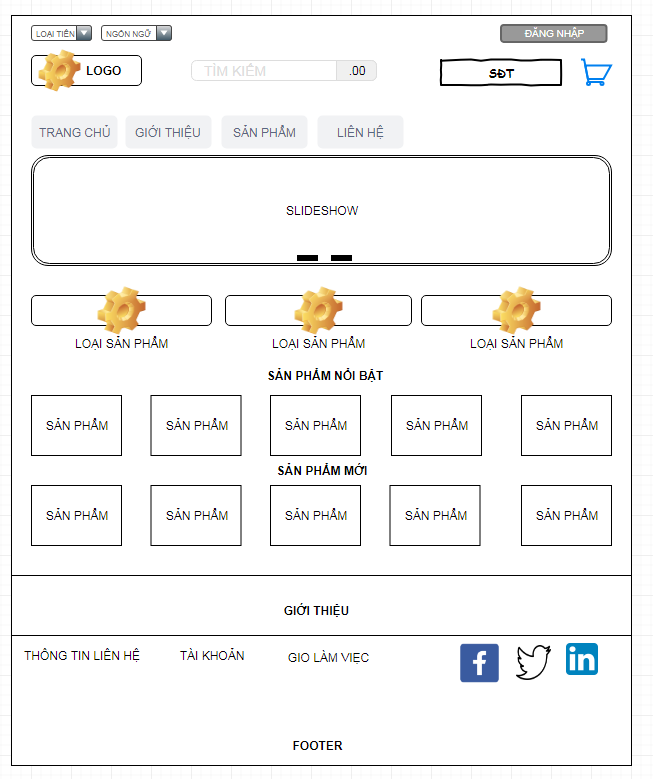 LOẠI TIỀN NGÔN NGỮ ĐĂNG NHẬP
LOGO TÌM KIẾM .00 SĐT
TRANG CHỦ GIỚI THIỆU SẢN PHẨM LIÊN HỆ
SLIDESHOW
LOẠI SẢN PHẨM LOẠI SẢN PHẨM LOẠI SẢN PHẨM
SẢN PHẨM NỔI BẬT
SẢN PHẨM SẢN PHẨM SẢN PHẨM SẢN PHẨM SẢN PHẨM
SẢN PHẨM MỚI
SẢN PHẨM SẢN PHẨM SẢN PHẨM SẢN PHẨM SẢN PHẨM
GIỚI THIỆU
THÔNG TIN LIÊN HỆ TÀI KHOẢN GIO LÀM VIỆC
f in
FOOTER